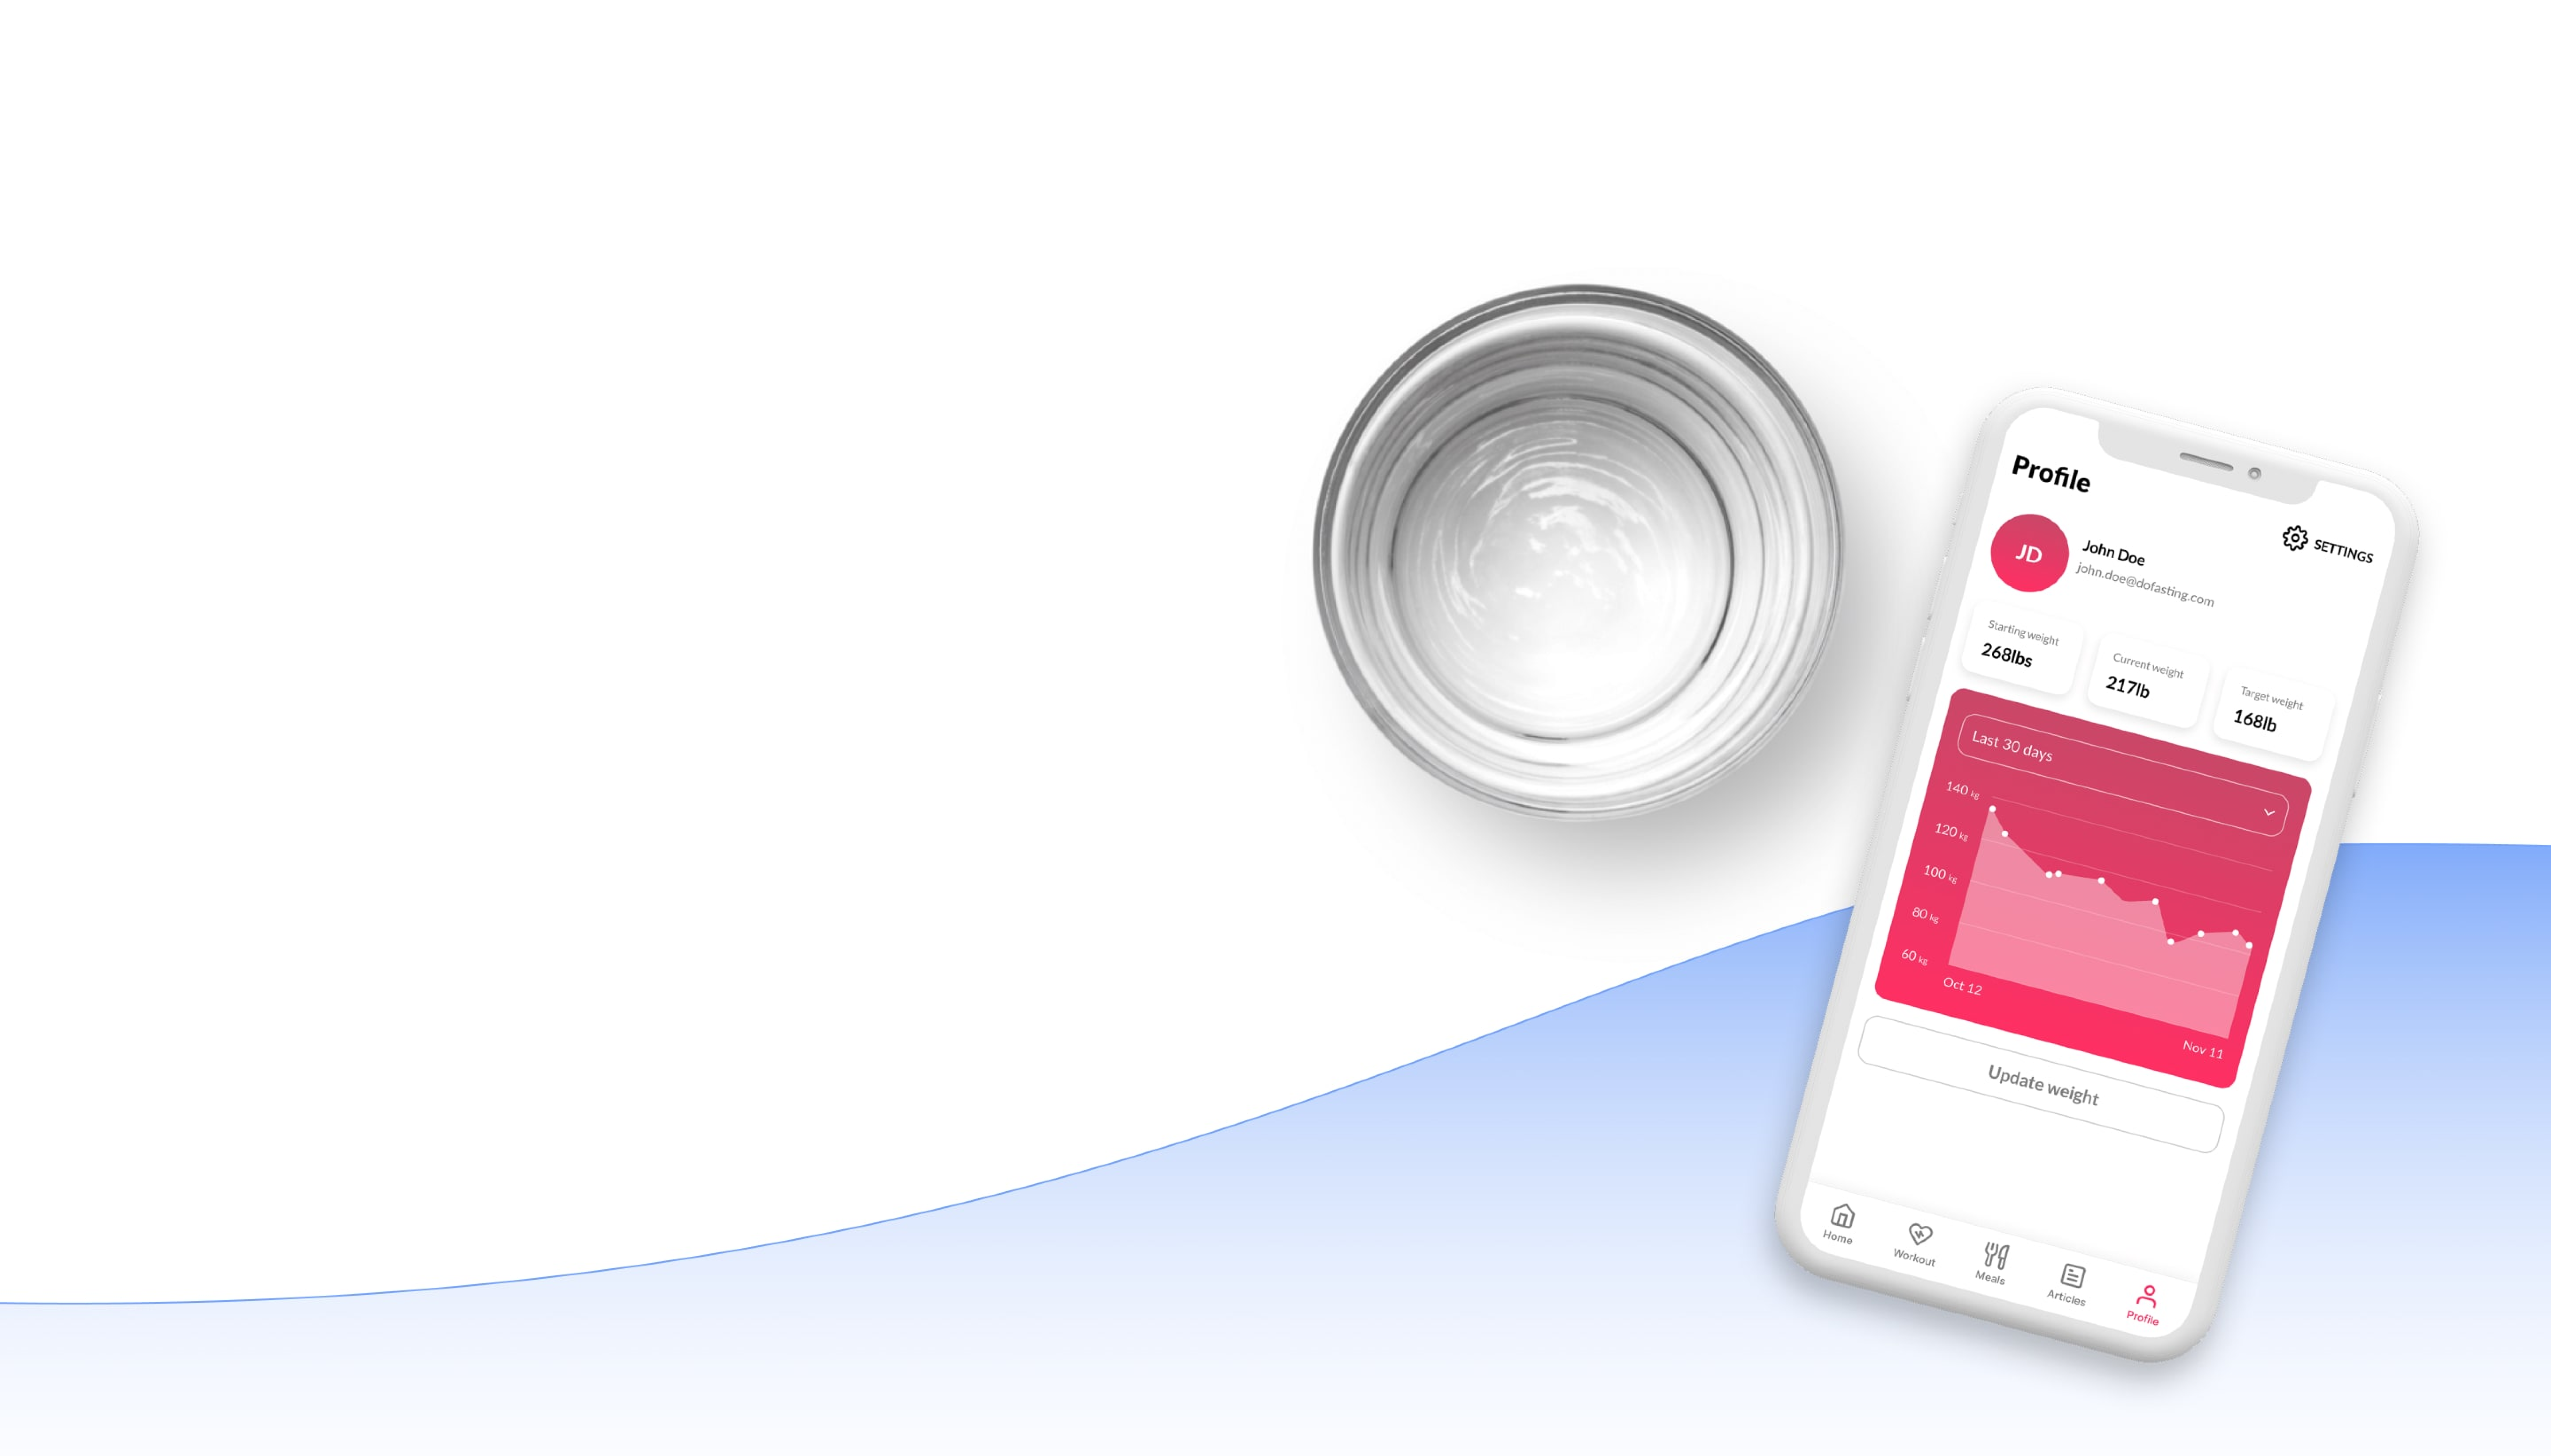 Profile
SETTINGS
JD
John Doe
john.doe@dofasting.com
Starting weight
268lbs
Current weight
217lb
Target weight
168lb
Last 30 days
140 kg
120 kg
100 kg
80 kg
60 kg
Oct 12
Nov 11
Update weight
Home
Workout
Meals
Articles
Profile